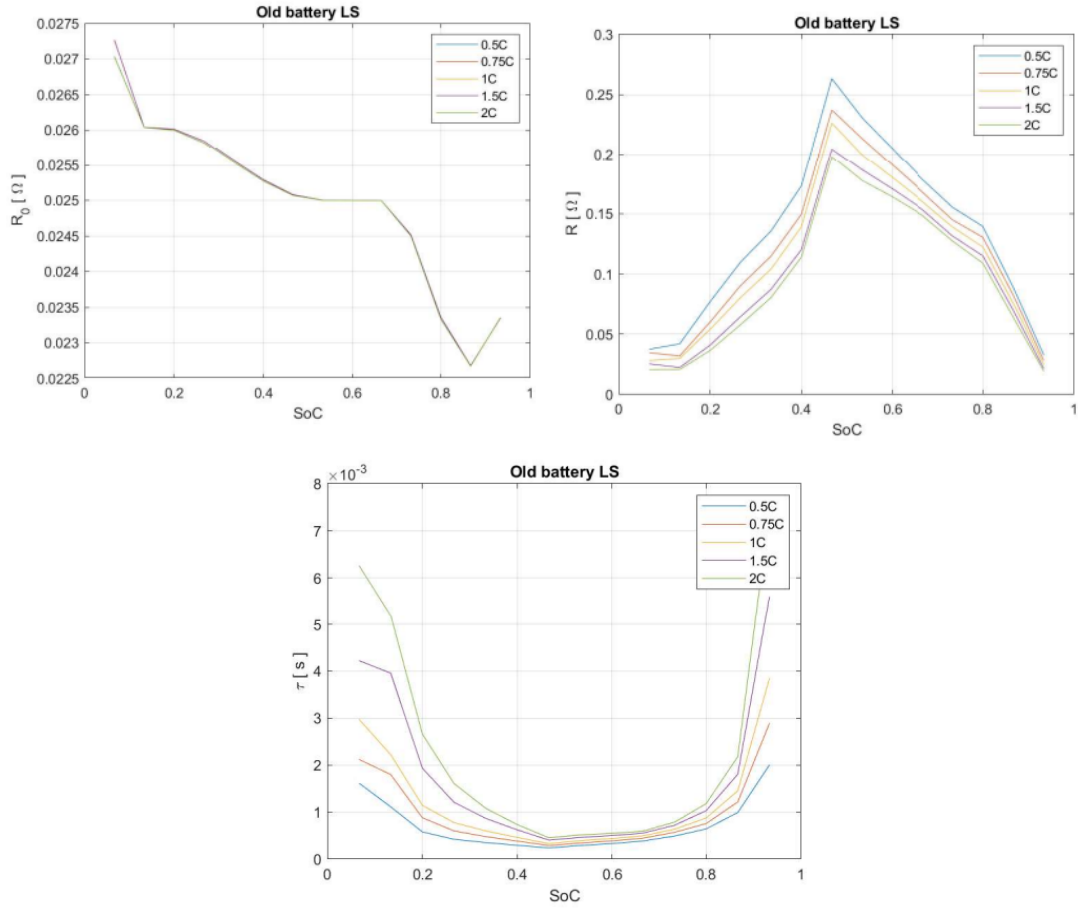 Old battery LS
0.0275
0.027
0.0265
0.026
0.0255
0.025
0.0245
0.024
0.0235
0.023
0.0225
R0 [ Ω ]
0 0.2 0.4 0.6 0.8 1
SoC
0.5C
0.75C
1C
1.5C
2C
Old battery LS
0.3
0.25
0.2
0.15
0.1
0.05
0
R [ Ω ]
0 0.2 0.4 0.6 0.8 1
SoC
0.5C
0.75C
1C
1.5C
2C
Old battery LS
×10-3
8
7
6
5
4
3
2
1
0
τ [ s ]
0 0.2 0.4 0.6 0.8 1
SoC
0.5C
0.75C
1C
1.5C
2C